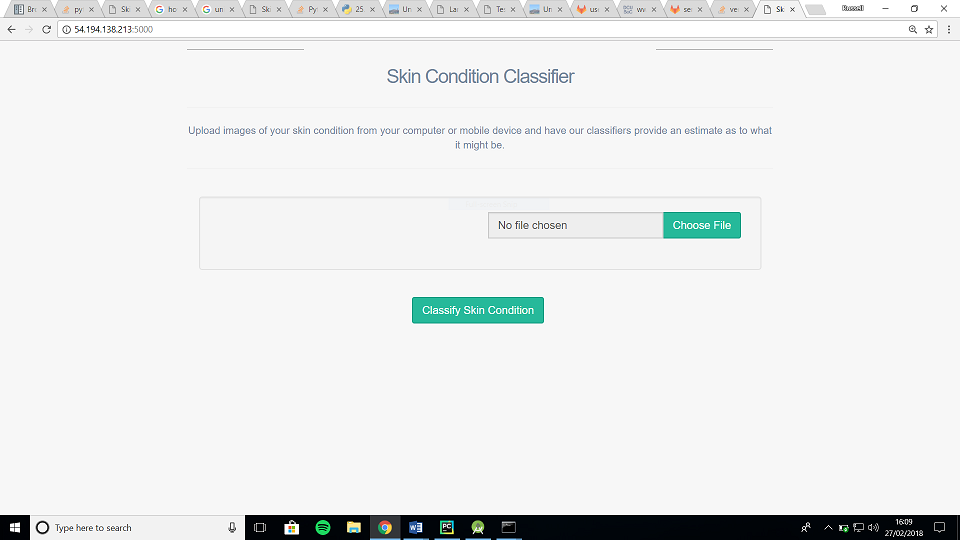 Br
py
Sk
ho
un
Sk
Py
25
Un
La
Te
Un
us
wv
se
ve
Sk
Russell
54.194.138.213:5000
Skin Condition Classifier
Upload images of your skin condition from your computer or mobile device and have our classifiers provide an estimate as to what
it might be.
No file chosen
Choose File
Classify Skin Condition
Type here to search
16:09
27/02/2018